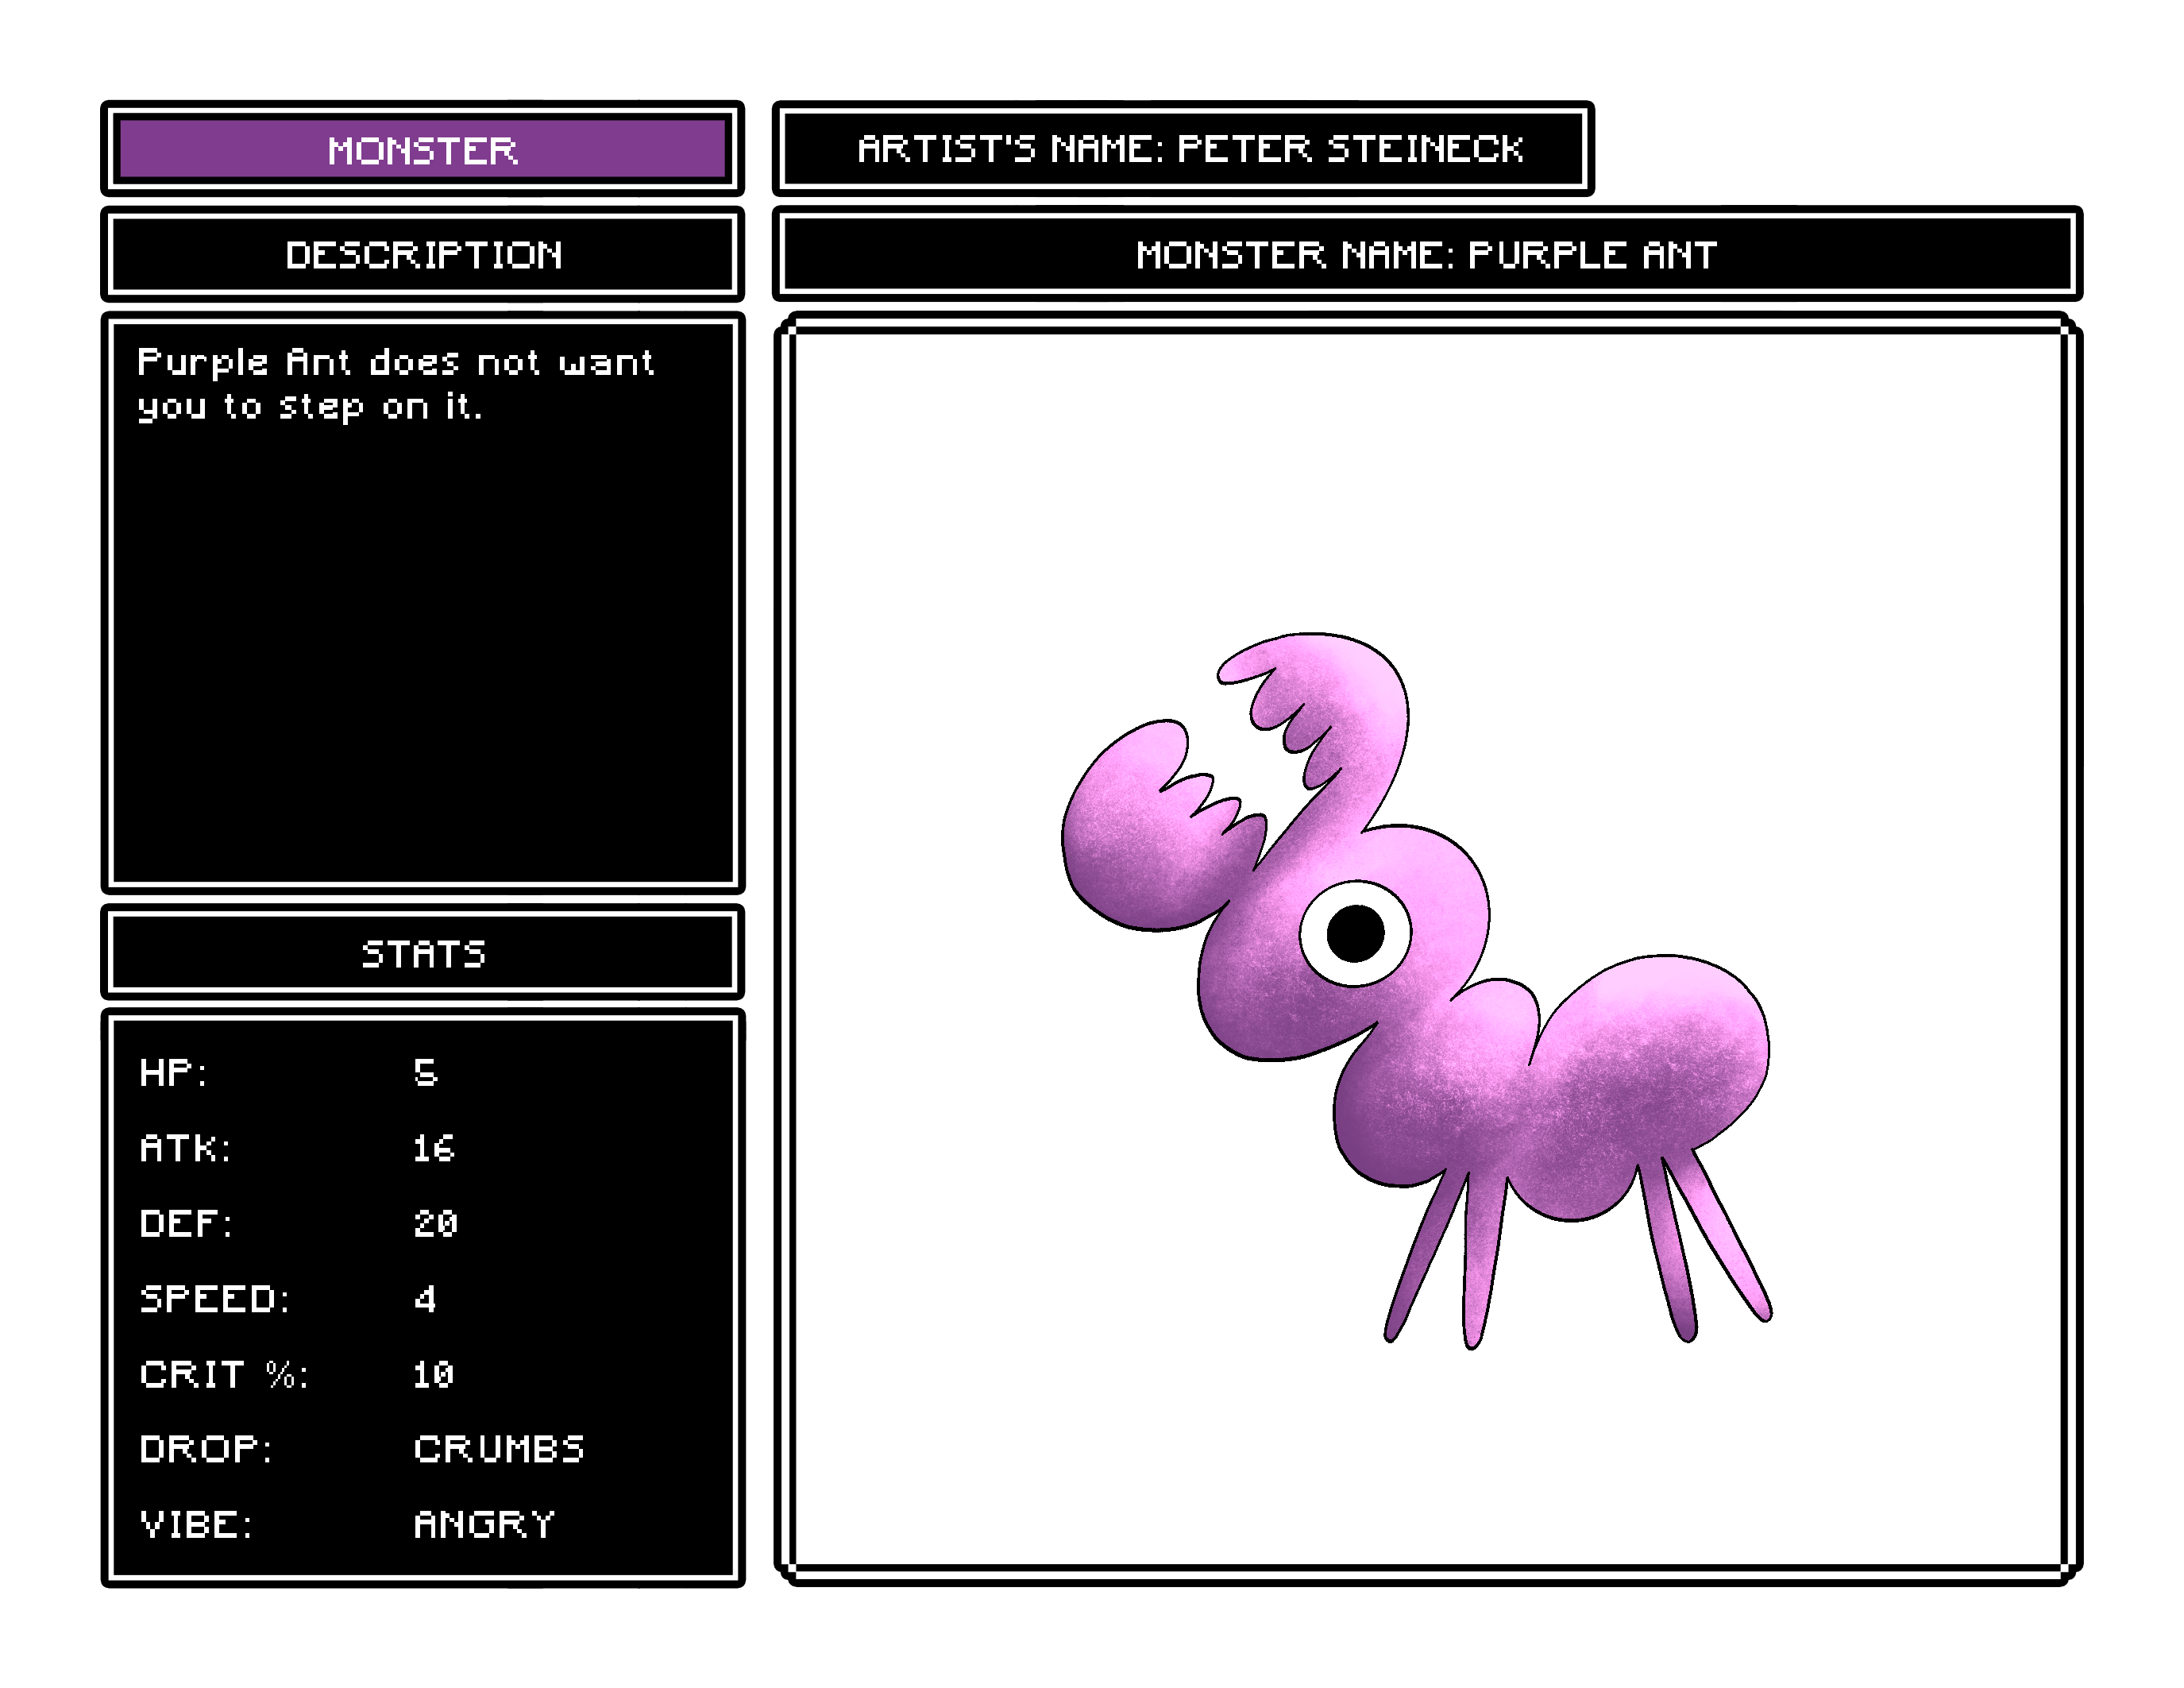 MONSTER
ARTIST'S NAME: PETER STEINECK
DESCRIPTION
MONSTER NAME: PURPLE ANT
Purple Ant does not want
you to step on it.
STATS
HP: 5
ATK: 16
DEF: 20
SPEED: 4
CRIT %: 10
DROP: CRUMBS
VIBE: ANGRY